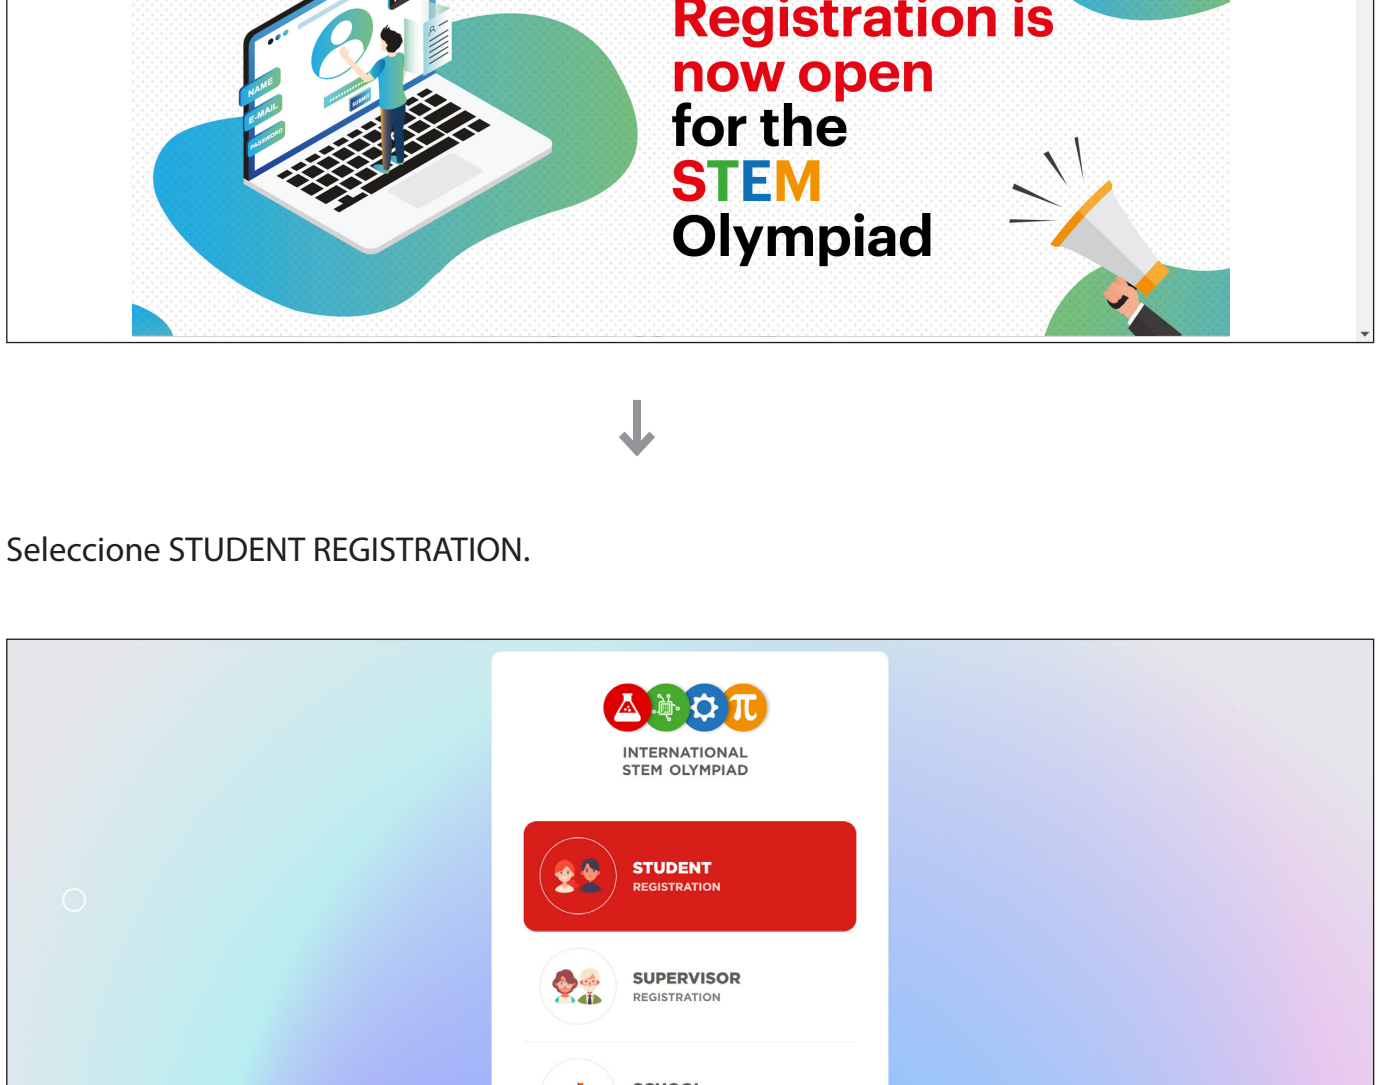 Registration is
now open
for the
STEM
Olympiad
NAME
E-MAIL
PASSWORD
SUBMIT
Seleccione STUDENT REGISTRATION.
π
INTERNATIONAL
STEM OLYMPIAD
STUDENT
REGISTRATION
SUPERVISOR
REGISTRATION